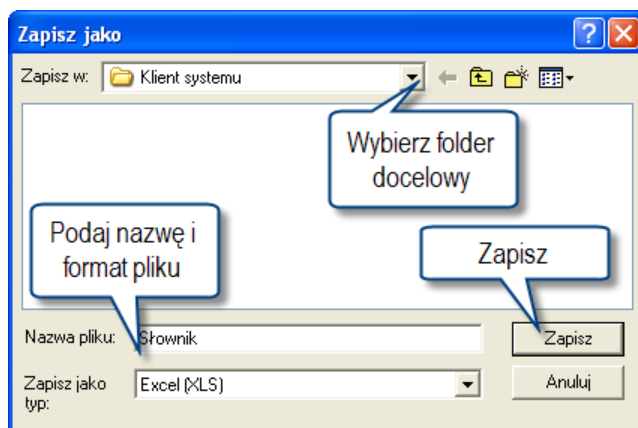 Zapisz jako
Zapisz w: Klient systemu
Wybierz folder
docelowy
Podaj nazwę i
format pliku
Zapisz
Nazwa pliku: Słownik Zapisz
Zapisz jako
typ: Excel (XLS) Anuluj